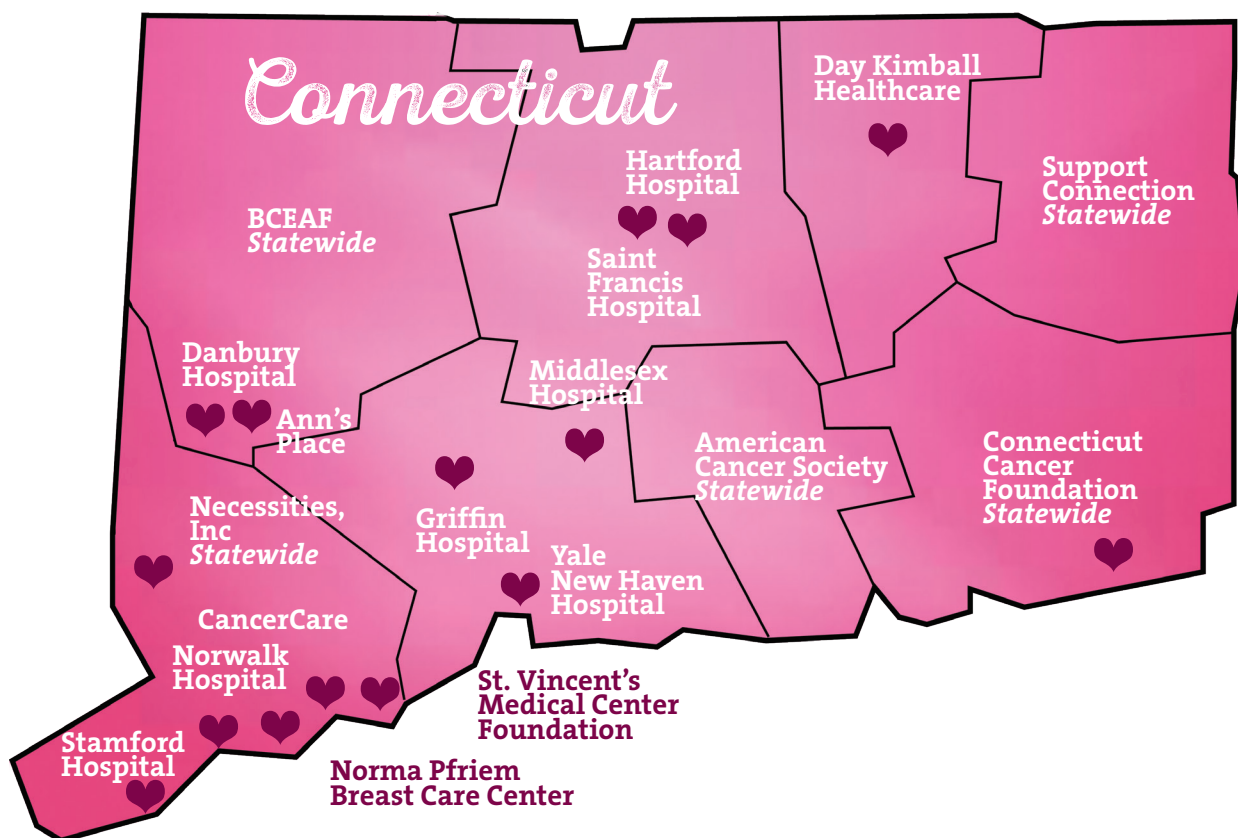 Connecticut
Day Kimball
Healthcare
Hartford
Hospital
Support
Connection
Statewide
BCEAF
Statewide
Saint
Francis
Hospital
Danbury
Hospital
Ann's
Place
Middlesex
Hospital
American
Cancer Society
Statewide
Connecticut
Cancer
Foundation
Statewide
Necessities,
Inc
Statewide
Griffin
Hospital
Yale
New Haven
Hospital
CancerCare
Norwalk
Hospital
St. Vincent's
Medical Center
Foundation
Stamford
Hospital
Norma Pfriem
Breast Care Center